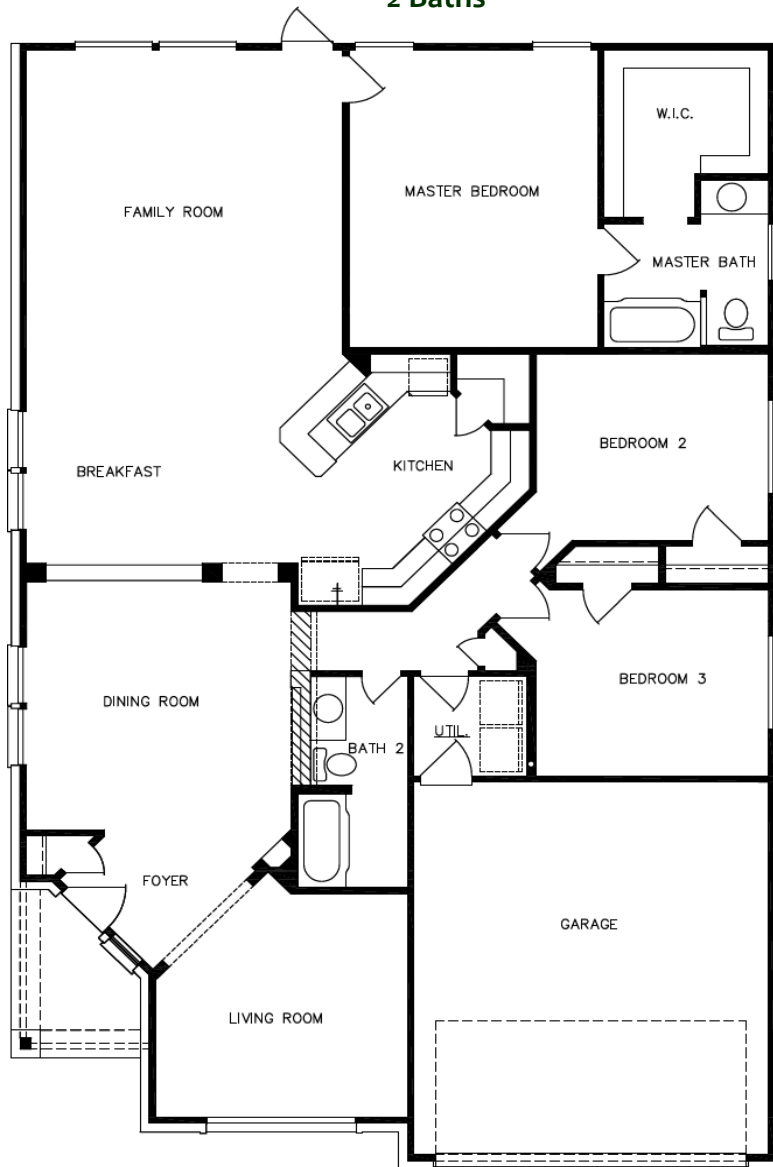 2 Baths
W.I.C.
MASTER BEDROOM
FAMILY ROOM
MASTER BATH
BEDROOM 2
KITCHEN
BREAKFAST
BEDROOM 3
DINING ROOM
UTIL.
BATH 2
FOYER
GARAGE
LIVING ROOM